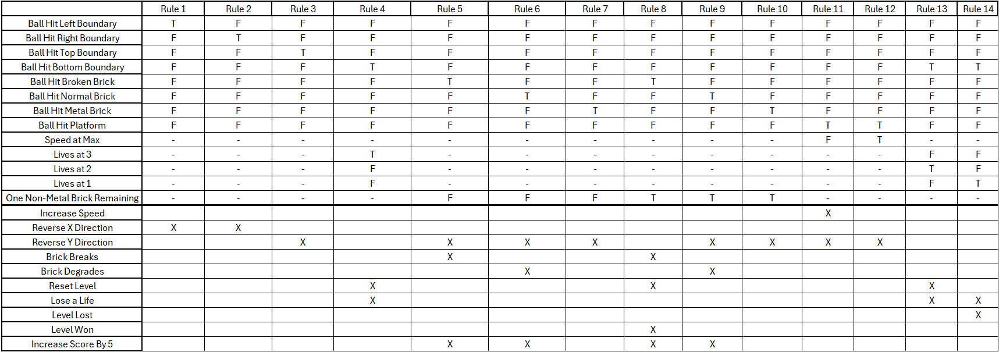 Rule 1 Rule 2 Rule 3 Rule 4 Rule 5 Rule 6 Rule 7 Rule 8 Rule 9 Rule 10 Rule 11 Rule 12 Rule 13 Rule 14
Ball Hit Left Boundary T F F F F F F F F F F F F F
Ball Hit Right Boundary F T F F F F F F F F F F F F
Ball Hit Top Boundary F F T F F F F F F F F F F F
Ball Hit Bottom Boundary F F F T F F F F F F F F T T
Ball Hit Broken Brick F F F F T F F T F F F F F F
Ball Hit Normal Brick F F F F F T F F T F F F F F
Ball Hit Metal Brick F F F F F F T F F T F F F F
Ball Hit Platform F F F F F F F F F F T T F F
Speed at Max - - - - - - - - - - F T - -
Lives at 3 - - - T - - - - - - - - F F
Lives at 2 - - - F - - - - - - - - T F
Lives at 1 - - - F - - - - - - - - F T
One Non-Metal Brick Remaining - - - - F F F T T T - - - -
Increase Speed X
Reverse X Direction X X
Reverse Y Direction X X X X X X X X
Brick Breaks X X
Brick Degrades X X
Reset Level X X X
Lose a Life X X X
Level Lost X
Level Won X
Increase Score By 5 X X X X